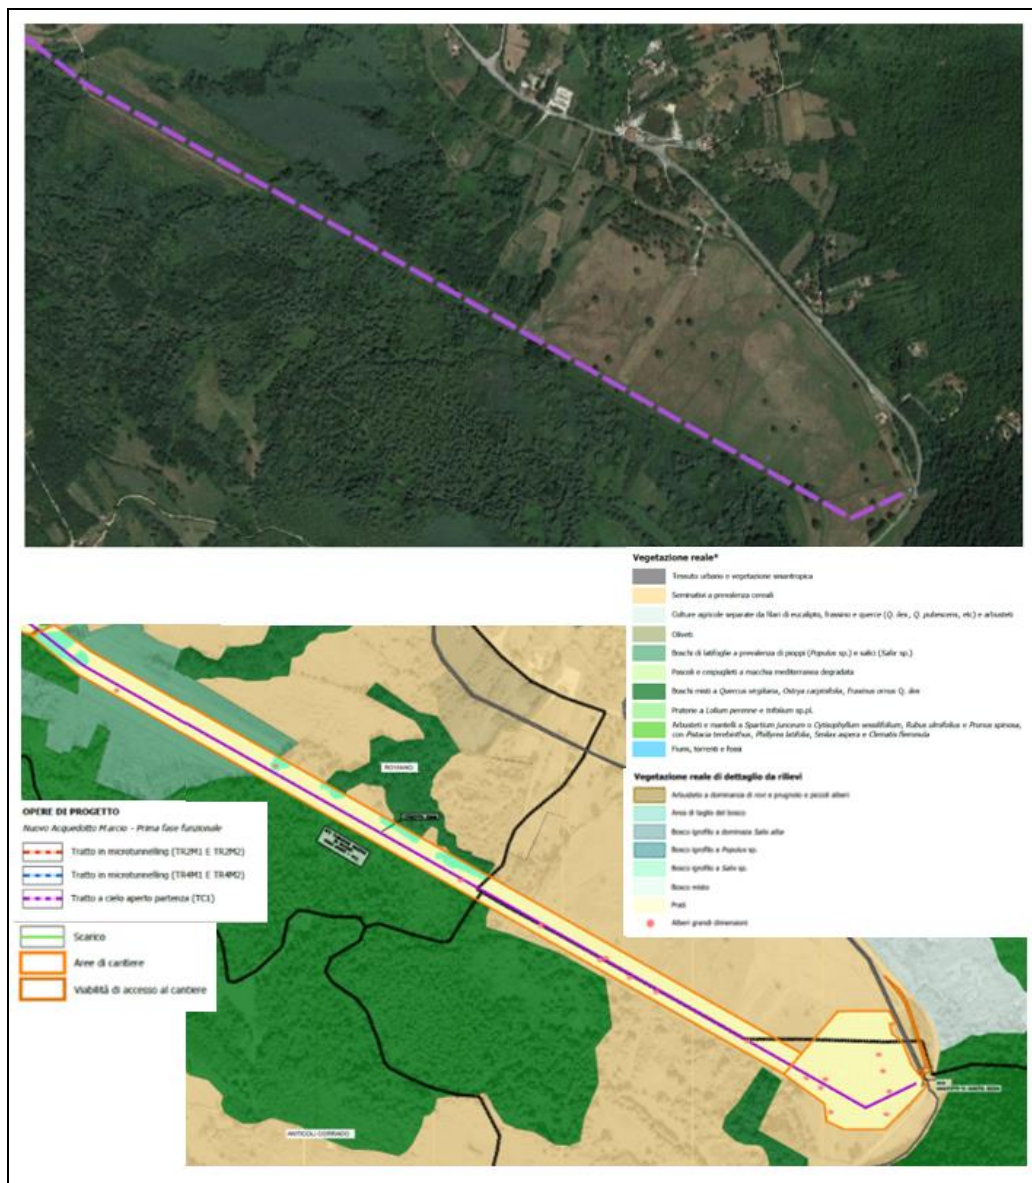 Vegetazione reale*
Tessuto urbano e vegetazione sinantropica
Seminativi a prevalenza cereali
Culture agricole separate da filari di eucalipto, frassino e querce (Q. ilex, Q. pubescens, etc) e arbusteti
Oliveti
Boschi di latifoglie a prevalenza di pioppi (Populus sp.) e salici (Salix sp.)
Pascoli e cespuglieti a macchia mediterranea degradata
Boschi misti a Quercus virgiliana, Ostrya carpinifolia, Fraxinus ornus Q. ilex
Praterie a Lolium perenne e trifolium sp.pl.
Arbusteti e mantelli a Spartium junceum o Cytisophyllum sessilifolium, Rubus ulmifolius e Prunus spinosa,
con Pistacia terebinthus, Phillyrea latifolia, Smilax aspera e Clematis flammula
Fiumi, torrenti e fossi
Vegetazione reale di dettaglio da rilievi
Arbusteto a dominanza di rovi e prugnolo e piccoli alberi
Area di taglio del bosco
Bosco igrofilo a dominanza Salix alba
Bosco igrofilo a Populus sp.
Bosco igrofilo a Salix sp.
Bosco misto
Prati
Alberi grandi dimensioni
OPERE DI PROGETTO
Nuovo Acquedotto Marcio - Prima fase funzionale
Tratto in microtunnelling (TR2M1 E TR2M2)
Tratto in microtunnelling (TR4M1 E TR4M2)
Tratto a cielo aperto partenza (TC1)
Scarico
Aree di cantiere
Viabilità di accesso al cantiere
ANTICOLI CORRADO